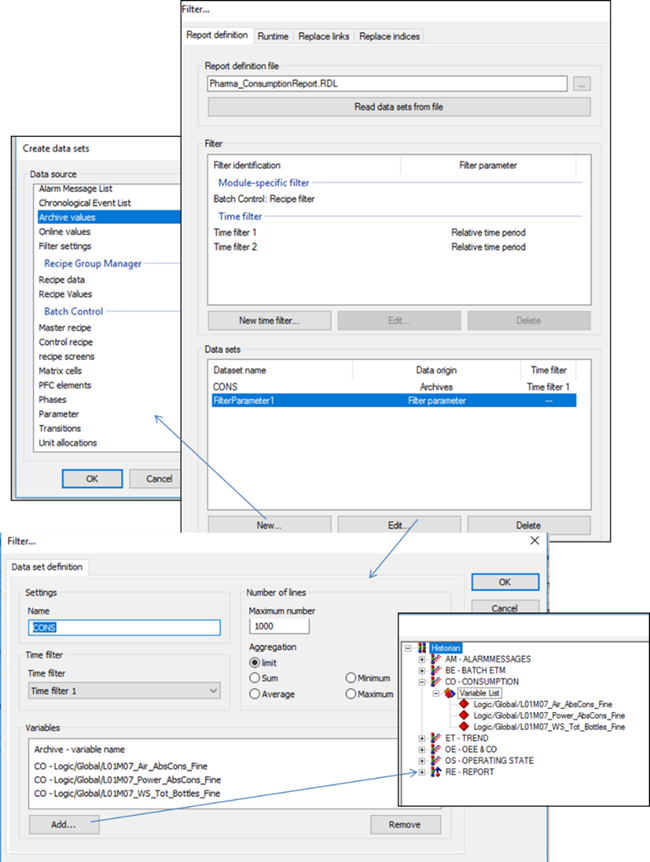 Filter...
Report definition
Runtime
Replace links
Replace indices
Report definition file
Pharma_ConsumptionReport.RDL
...
Read data sets from file
Filter
Filter identification
Filter parameter
Module-specific filter
Batch Control: Recipe filter
Time filter
Time filter 1
Relative time period
Time filter 2
Relative time period
New time filter...
Edit...
Delete
Data sets
Dataset name
Data origin
Time filter
CONS
Archives
Time filter 1
FilterParameter1
Filter parameter
---
New...
Edit...
Delete
Create data sets
Data source
Alarm Message List
Chronological Event List
Archive values
Online values
Filter settings
Recipe Group Manager
Recipe data
Recipe Values
Batch Control
Master recipe
Control recipe
recipe screens
Matrix cells
PFC elements
Phases
Parameter
Transitions
Unit allocations
OK
Cancel
Filter...
Data set definition
Settings
Name
CONS
Time filter
Time filter
Time filter 1
Number of lines
Maximum number
1000
Aggregation
limit
Sum
Minimum
Average
Maximum
OK
Cancel
Variables
Archive - variable name
CO - Logic/Global/L01M07_Air_AbsCons_Fine
CO - Logic/Global/L01M07_Power_AbsCons_Fine
CO - Logic/Global/L01M07_WS_Tot_Bottles_Fine
Add...
Remove
Historian
AM - ALARMMESSAGES
BE - BATCH ETM
CO - CONSUMPTION
Variable List
Logic/Global/L01M07_Air_AbsCons_Fine
Logic/Global/L01M07_Power_AbsCons_Fine
Logic/Global/L01M07_WS_Tot_Bottles_Fine
ET - TREND
OE - OEE & CO
OS - OPERATING STATE
RE - REPORT